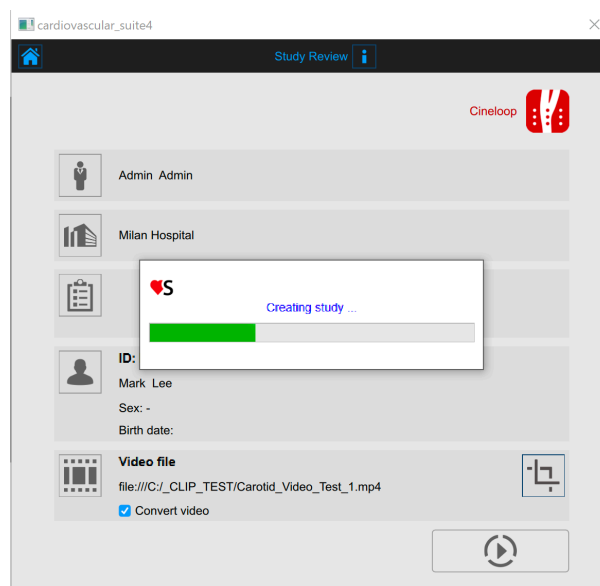 cardiovascular_suite4
Study Review
Cineloop
Admin Admin
Milan Hospital
S
Creating study ...
ID:
Mark Lee
Sex: -
Birth date:
Video file
file:///C:/_CLIP_TEST/Carotid_Video_Test_1.mp4
Convert video